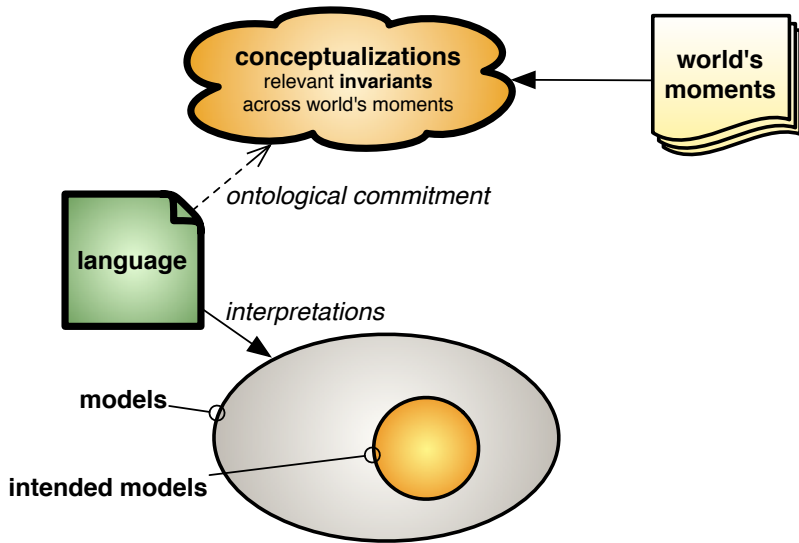 conceptualizations
relevant invariants
across world's moments
world's
moments
ontological commitment
language
interpretations
models
intended models